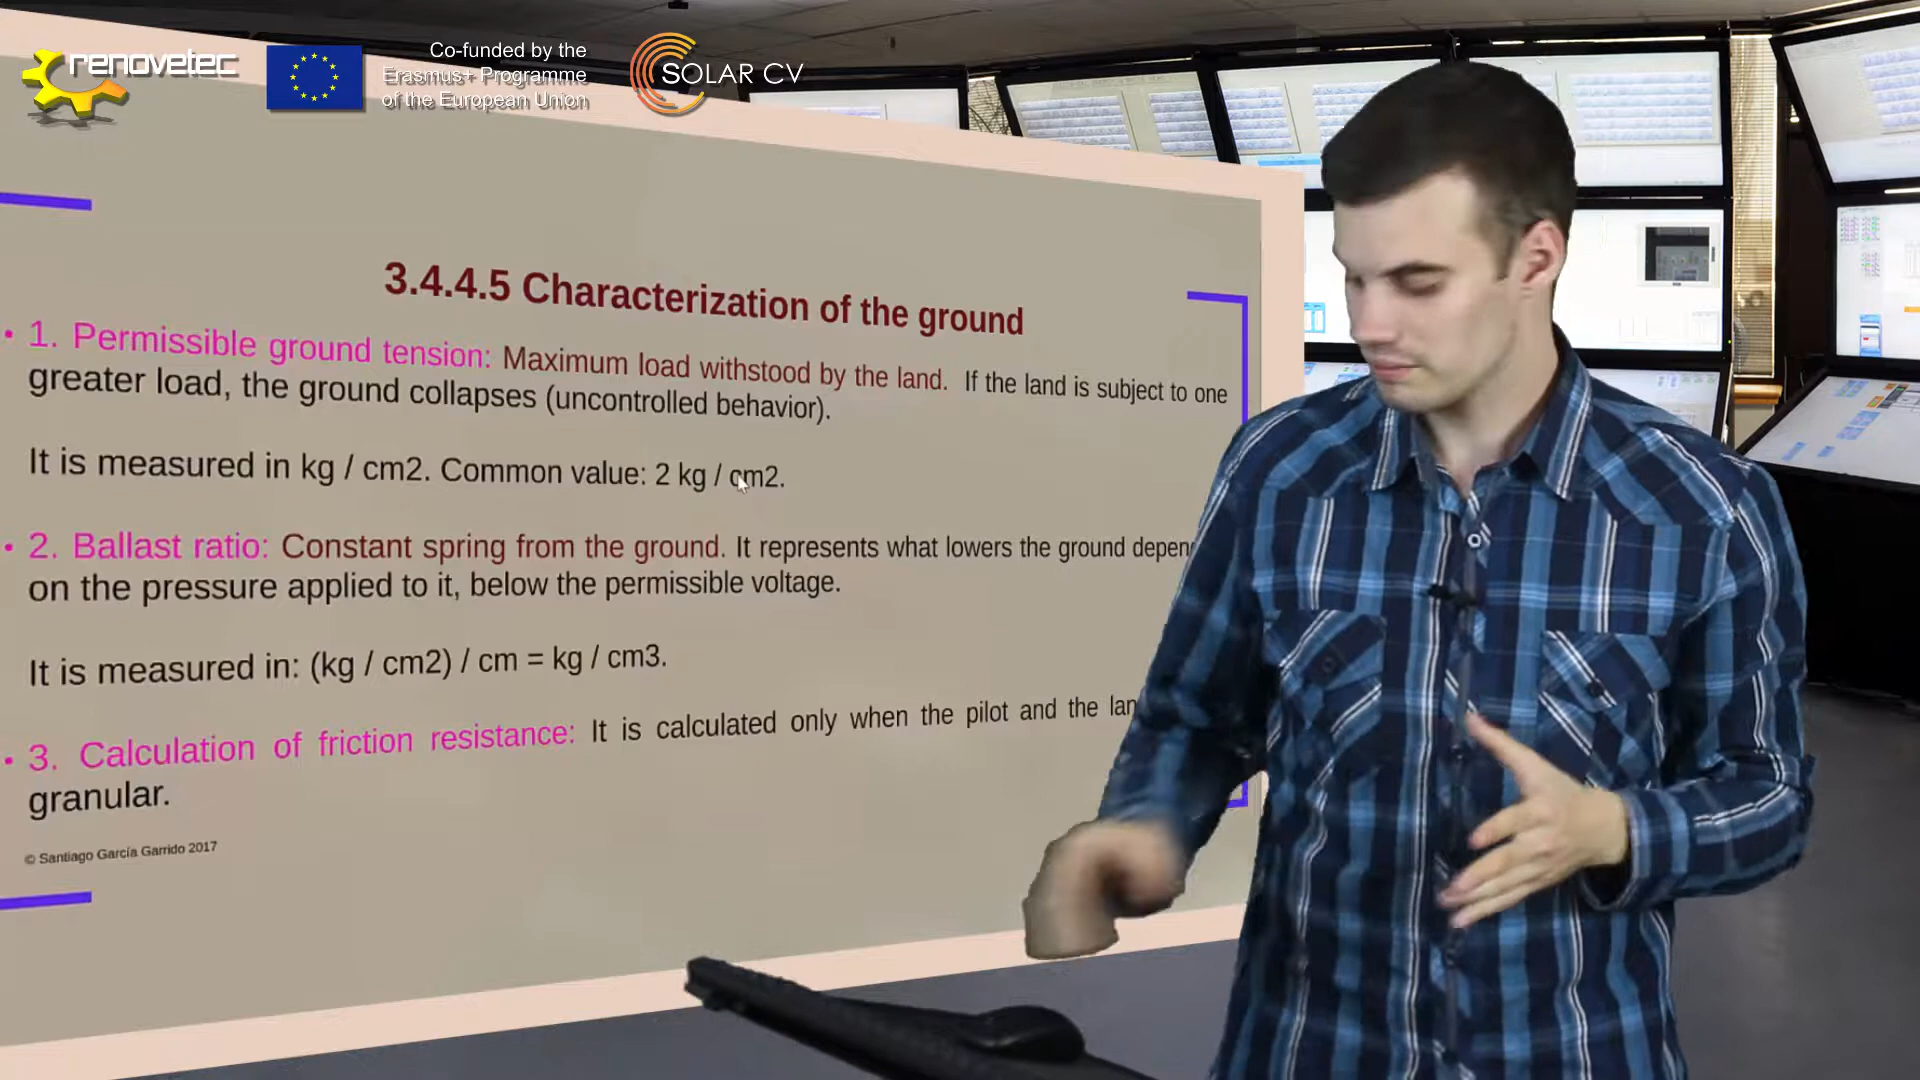 renovetec
Co-funded by the
Erasmus+ Programme
of the European Union
SOLAR CV
3.4.4.5 Characterization of the ground
• 1. Permissible ground tension: Maximum load withstood by the land. If the land is subject to one
greater load, the ground collapses (uncontrolled behavior).
It is measured in kg / cm2. Common value: 2 kg / cm2.
• 2. Ballast ratio: Constant spring from the ground. It represents what lowers the ground depen
on the pressure applied to it, below the permissible voltage.
It is measured in: (kg / cm2) / cm = kg / cm3.
• 3. Calculation of friction resistance: It is calculated only when the pilot and the lan
granular.
© Santiago García Garrido 2017